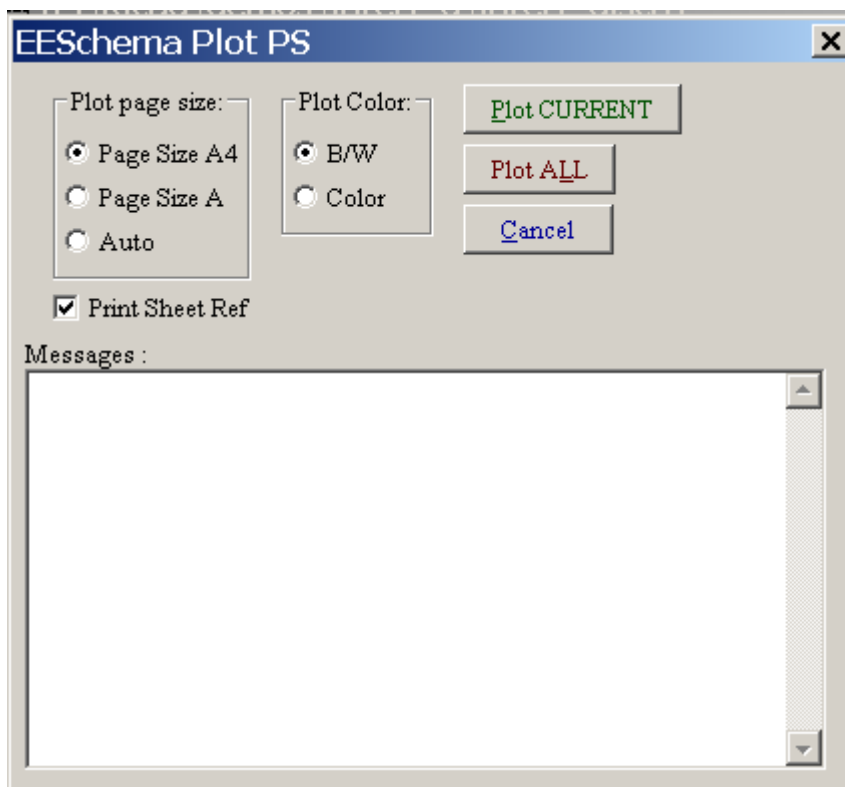 EESchema Plot PS
Plot page size:
Page Size A4
Page Size A
Auto
Plot Color:
B/W
Color
Plot CURRENT
Plot ALL
Cancel
Print Sheet Ref
Messages :